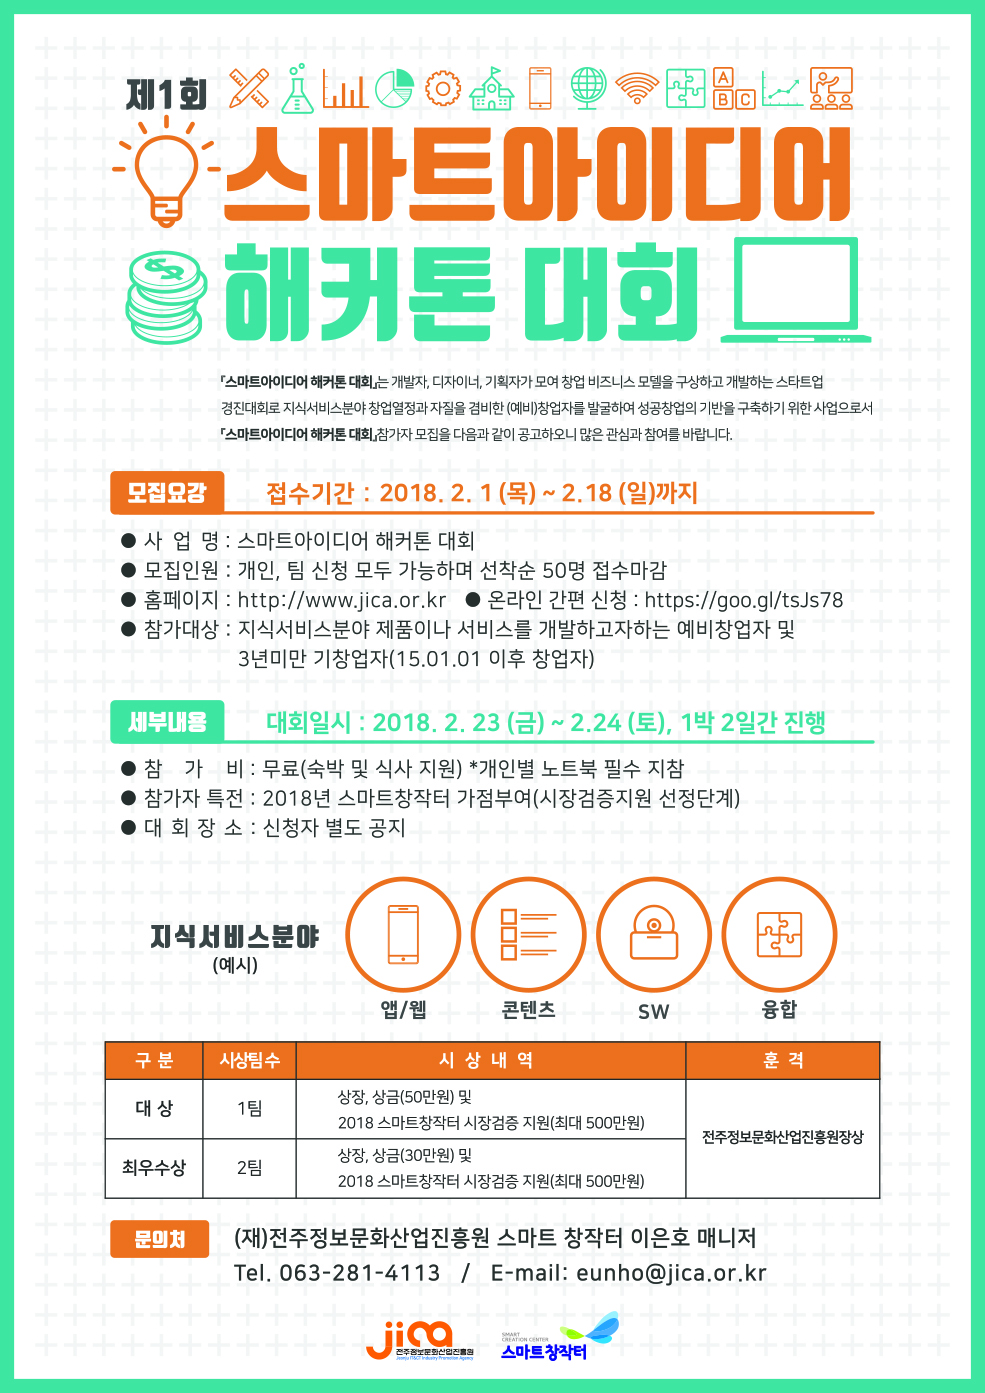 제1회
A
B C
스마트아이디어
해커톤 대회
『스마트아이디어 해커톤 대회』는 개발자, 디자이너, 기획자가 모여 창업 비즈니스 모델을 구상하고 개발하는 스타트업
경진대회로 지식서비스분야 창업열정과 자질을 겸비한 (예비)창업자를 발굴하여 성공창업의 기반을 구축하기 위한 사업으로서
『스마트아이디어 해커톤 대회』참가자 모집을 다음과 같이 공고하오니 많은 관심과 참여를 바랍니다.
모집요강 접수기간 : 2018. 2. 1 (목) ~ 2.18 (일)까지
● 사 업 명 : 스마트아이디어 해커톤 대회
● 모집인원 : 개인, 팀 신청 모두 가능하며 선착순 50명 접수마감
● 홈페이지 : http://www.jica.or.kr ● 온라인 간편 신청 : https://goo.gl/tsJs78
● 참가대상 : 지식서비스분야 제품이나 서비스를 개발하고자하는 예비창업자 및
3년미만 기창업자(15.01.01 이후 창업자)
세부내용 대회일시 : 2018. 2. 23 (금) ~ 2.24 (토), 1박 2일간 진행
● 참 가 비 : 무료(숙박 및 식사 지원) *개인별 노트북 필수 지참
● 참가자 특전 : 2018년 스마트창작터 가점부여(시장검증지원 선정단계)
● 대 회 장 소 : 신청자 별도 공지
지식서비스분야
(예시)
앱/웹 콘텐츠 SW 융합
구 분 시상팀수 시 상 내 역 훈 격
대 상 1팀 상장, 상금(50만원) 및
2018 스마트창작터 시장검증 지원(최대 500만원)
전주정보문화산업진흥원장상
최우수상 2팀 상장, 상금(30만원) 및
2018 스마트창작터 시장검증 지원(최대 500만원)
문의처 (재)전주정보문화산업진흥원 스마트 창작터 이은호 매니저
Tel. 063-281-4113 / E-mail: eunho@jica.or.kr
jica
전주정보문화산업진흥원
Jeonju IT&CT Industry Promotion Agency
SMART
CREATION CENTER
스마트창작터